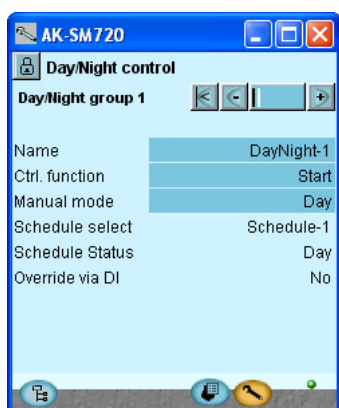 AK-SM720
Day/Night control
Day/Night group 1
Name DayNight-1
Ctrl. function Start
Manual mode Day
Schedule select Schedule-1
Schedule Status Day
Override via DI No